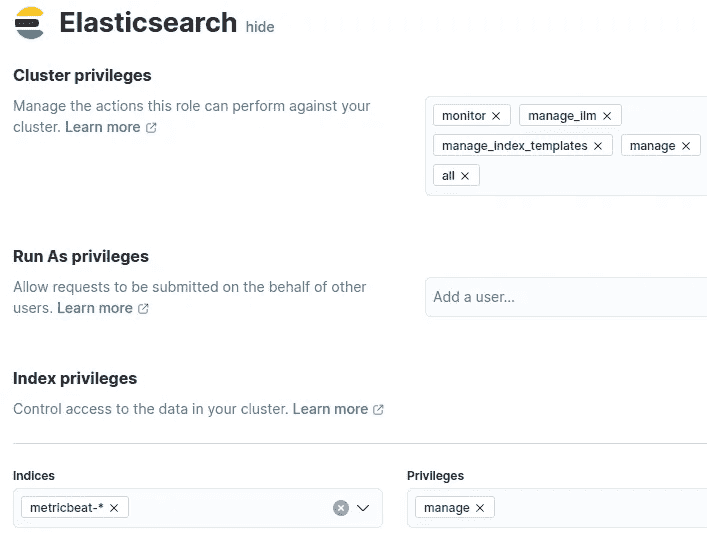 Elasticsearch hide
Cluster privileges
Manage the actions this role can perform against your
cluster. Learn more
monitor manage_ilm
manage_index_templates manage
all
Run As privileges
Allow requests to be submitted on the behalf of other
users. Learn more
Add a user...
Index privileges
Control access to the data in your cluster. Learn more
Indices Privileges
metricbeat-* manage